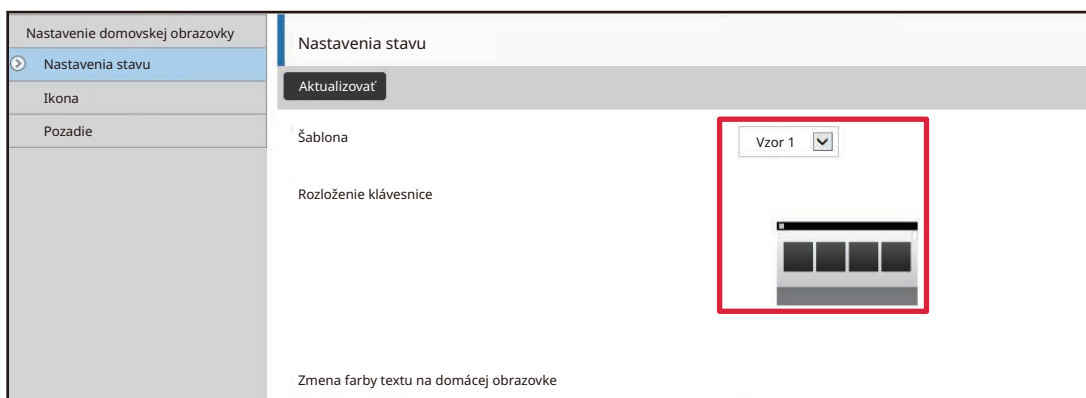 Nastavenie domovskej obrazovky
Nastavenia stavu
Ikona
Pozadie
Nastavenia stavu
Aktualizovať
Šablona
Vzor 1
Rozloženie klávesnice
Zmena farby textu na domácej obrazovke